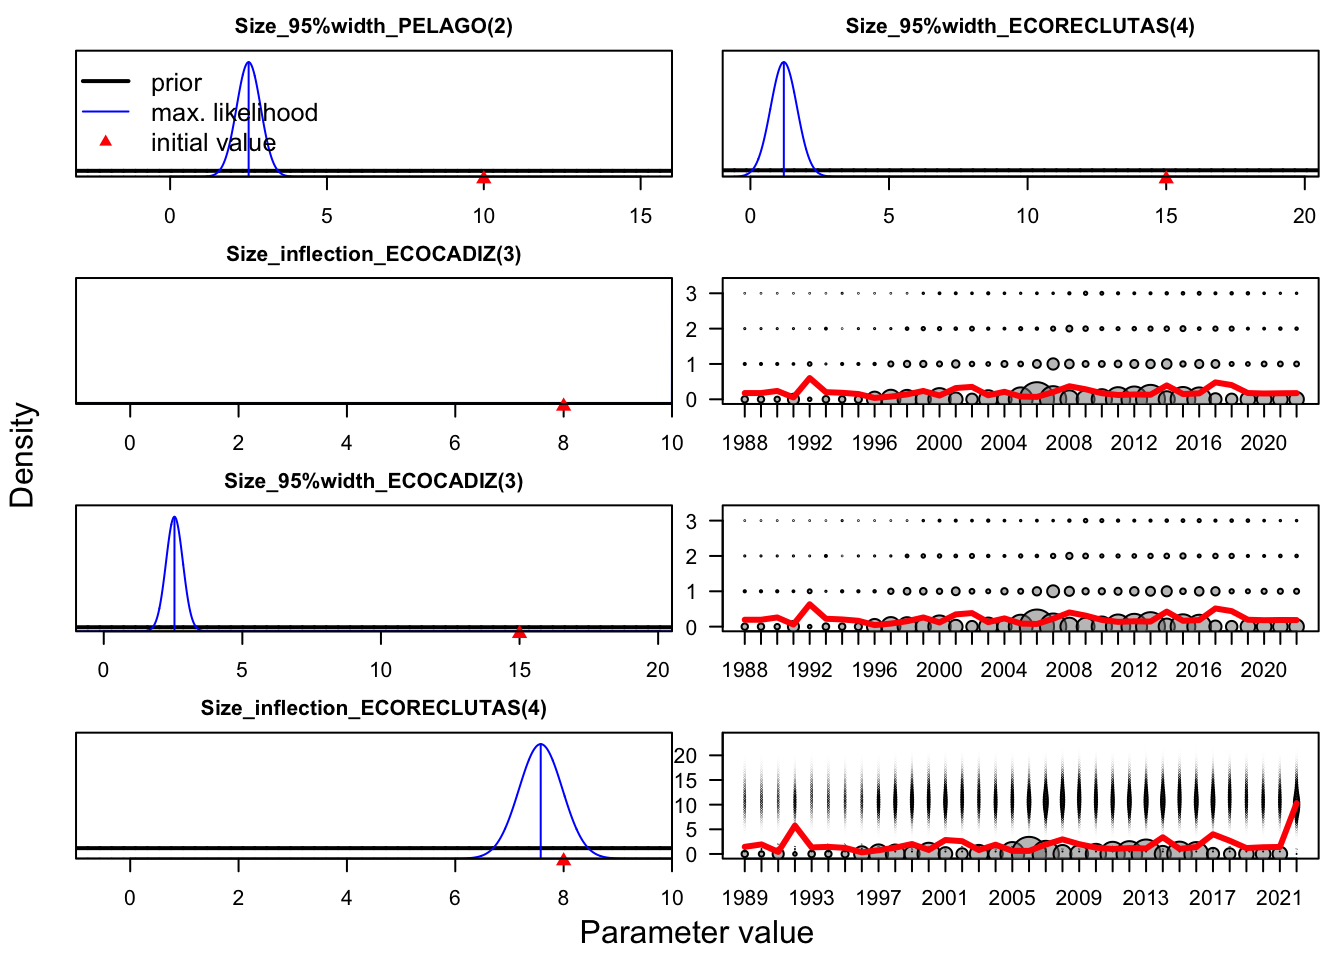 Size_95%width_PELAGO(2)
prior
max. likelihood
initial value
0 5 10 15
Size_95%width_ECORECLUTAS(4)
0 5 10 15 20
Size_inflection_ECOCADIZ(3)
0 2 4 6 8 10
3
2
1
0
1988 1992 1996 2000 2004 2008 2012 2016 2020
Size_95%width_ECOCADIZ(3)
0 5 10 15 20
3
2
1
0
1988 1992 1996 2000 2004 2008 2012 2016 2020
Size_inflection_ECORECLUTAS(4)
0 2 4 6 8 10
20
15
10
5
0
1989 1993 1997 2001 2005 2009 2013 2017 2021
Density
Parameter value